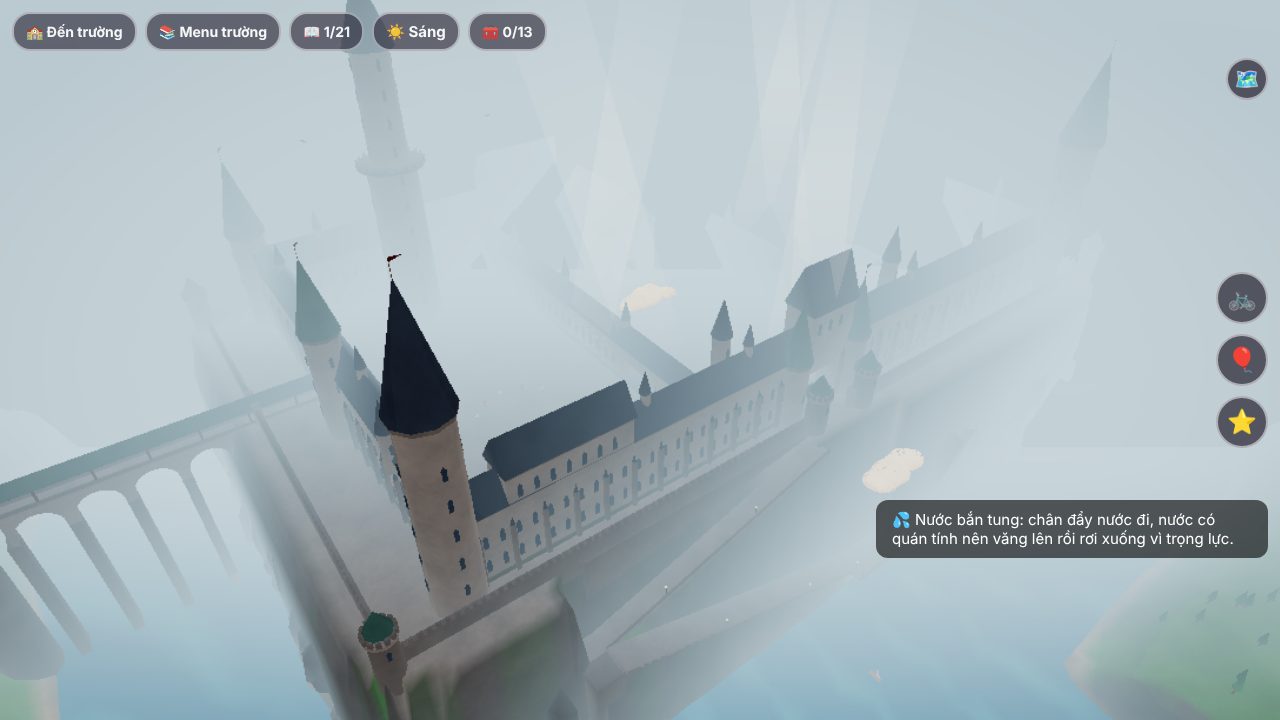 Đến trường
Menu trường
1/21
Sáng
0/13
Nước bắn tung: chân đẩy nước đi, nước có
quán tính nên văng lên rồi rơi xuống vì trọng lực.